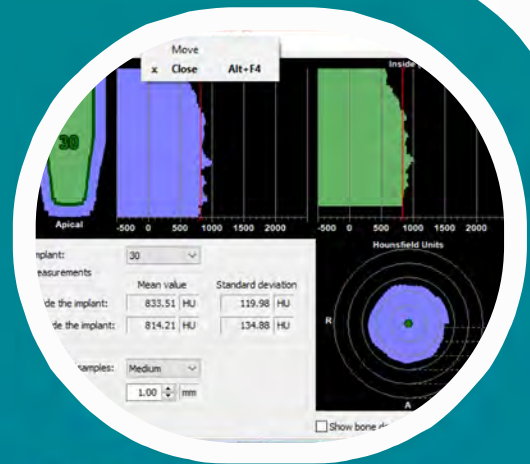 Move
x Close Alt+F4
Inside
30
Apical
-500 0 500 1000 2000
-500 0 500 1000 1500 2000
Hounsfield Units
mplant: 30
easurements
Mean value Standard deviation
de the implant: 833.51 HU 119.98 HU
de the implant: 814.21 HU 134.88 HU
R
samples: Medium
1.00 mm
A
Show bone de